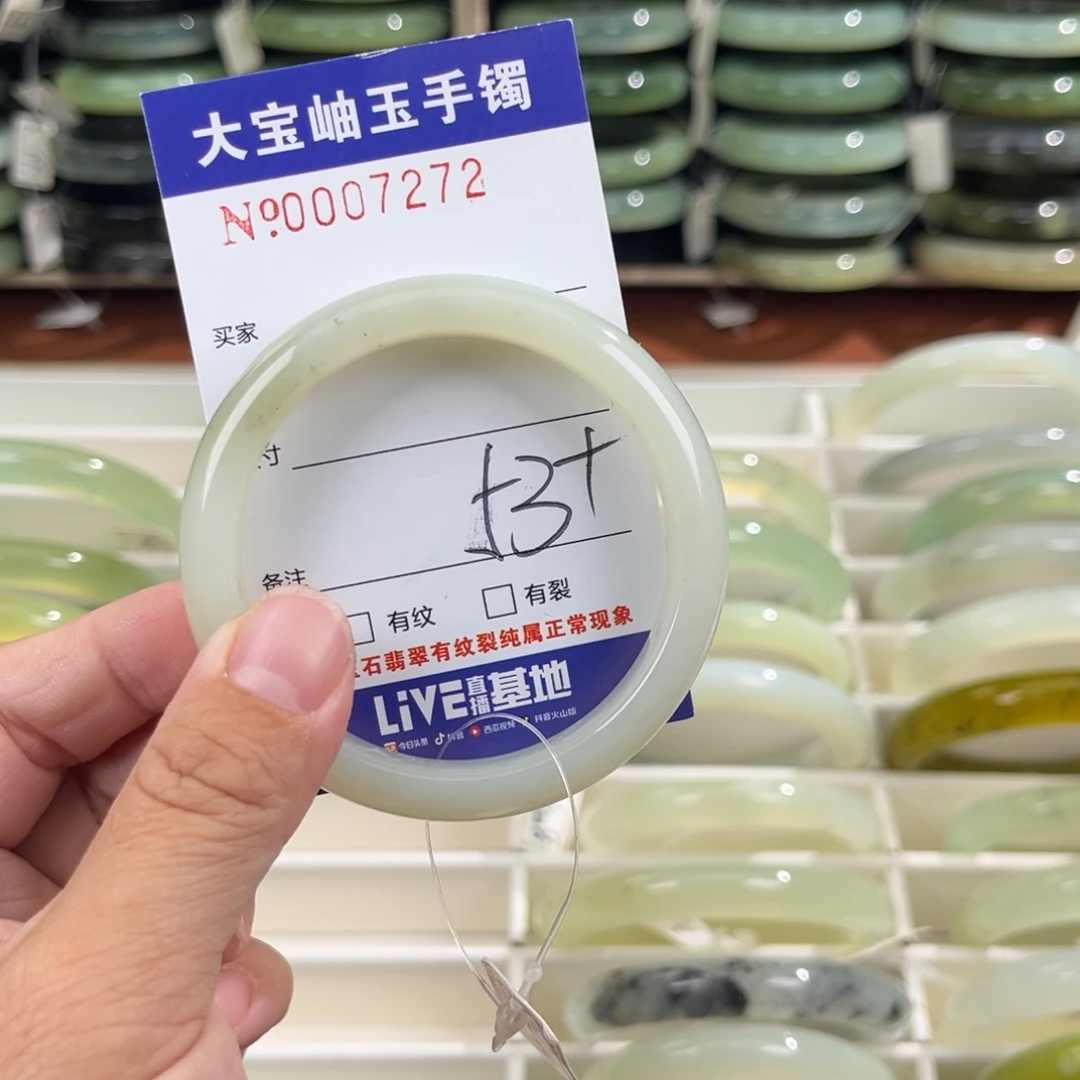 大宝岫玉手镯
№0007272
买家
付
备注
有纹 有裂
玉石翡翠有纹裂纯属正常现象
LiVE直播基地
今日头条 抖音 西瓜视频 抖音火山版